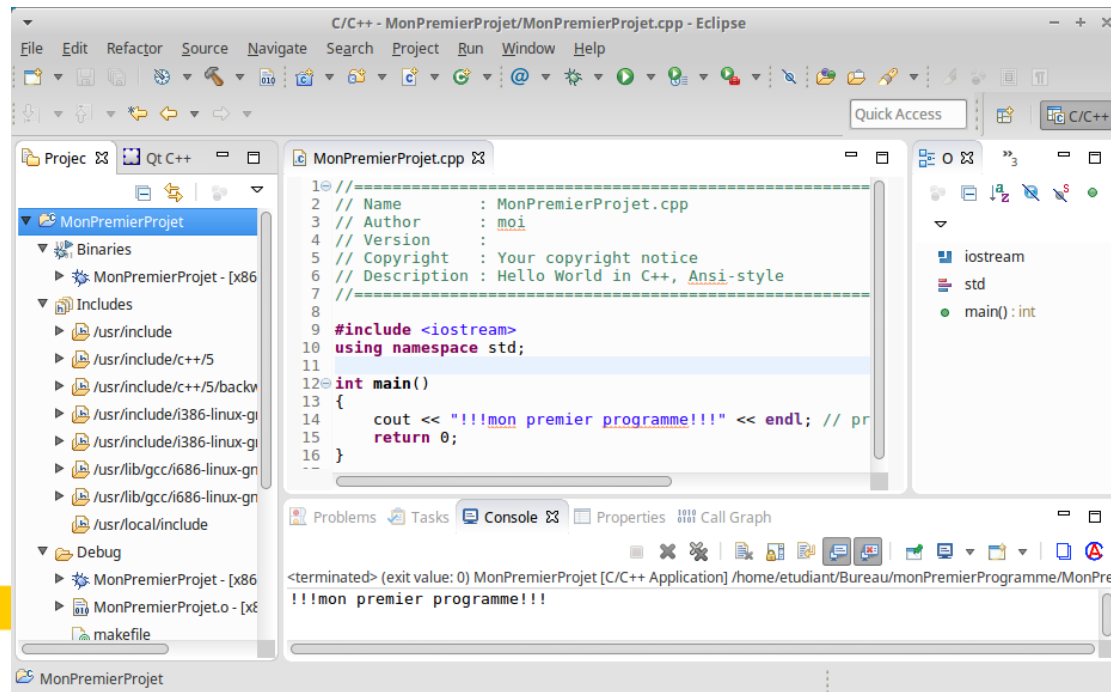 C/C++ - MonPremierProjet/MonPremierProjet.cpp - Eclipse
File Edit Refactor Source Navigate Search Project Run Window Help
Quick Access
C/C++
Projec
Qt C++
MonPremierProjet
Binaries
MonPremierProjet - [x86
Includes
/usr/include
/usr/include/c++/5
/usr/include/c++/5/backw
/usr/include/i386-linux-g
/usr/include/i386-linux-g
/usr/lib/gcc/i686-linux-gn
/usr/lib/gcc/i686-linux-gn
/usr/local/include
Debug
MonPremierProjet - [x86
MonPremierProjet.o - [x8
makefile
MonPremierProjet.cpp
1 //=========================================================
2 // Name        : MonPremierProjet.cpp
3 // Author      : moi
4 // Version     :
5 // Copyright   : Your copyright notice
6 // Description : Hello World in C++, Ansi-style
7 //=========================================================
8
9 #include <iostream>
10 using namespace std;
11
12 int main()
13 {
14     cout << "!!!mon premier programme!!!" << endl; // pr
15     return 0;
16 }
O
»3
iostream
std
main() : int
Problems Tasks Console Properties Call Graph
<terminated> (exit value: 0) MonPremierProjet [C/C++ Application] /home/etudiant/Bureau/monPremierProgramme/MonPre
!!!mon premier programme!!!
MonPremierProjet